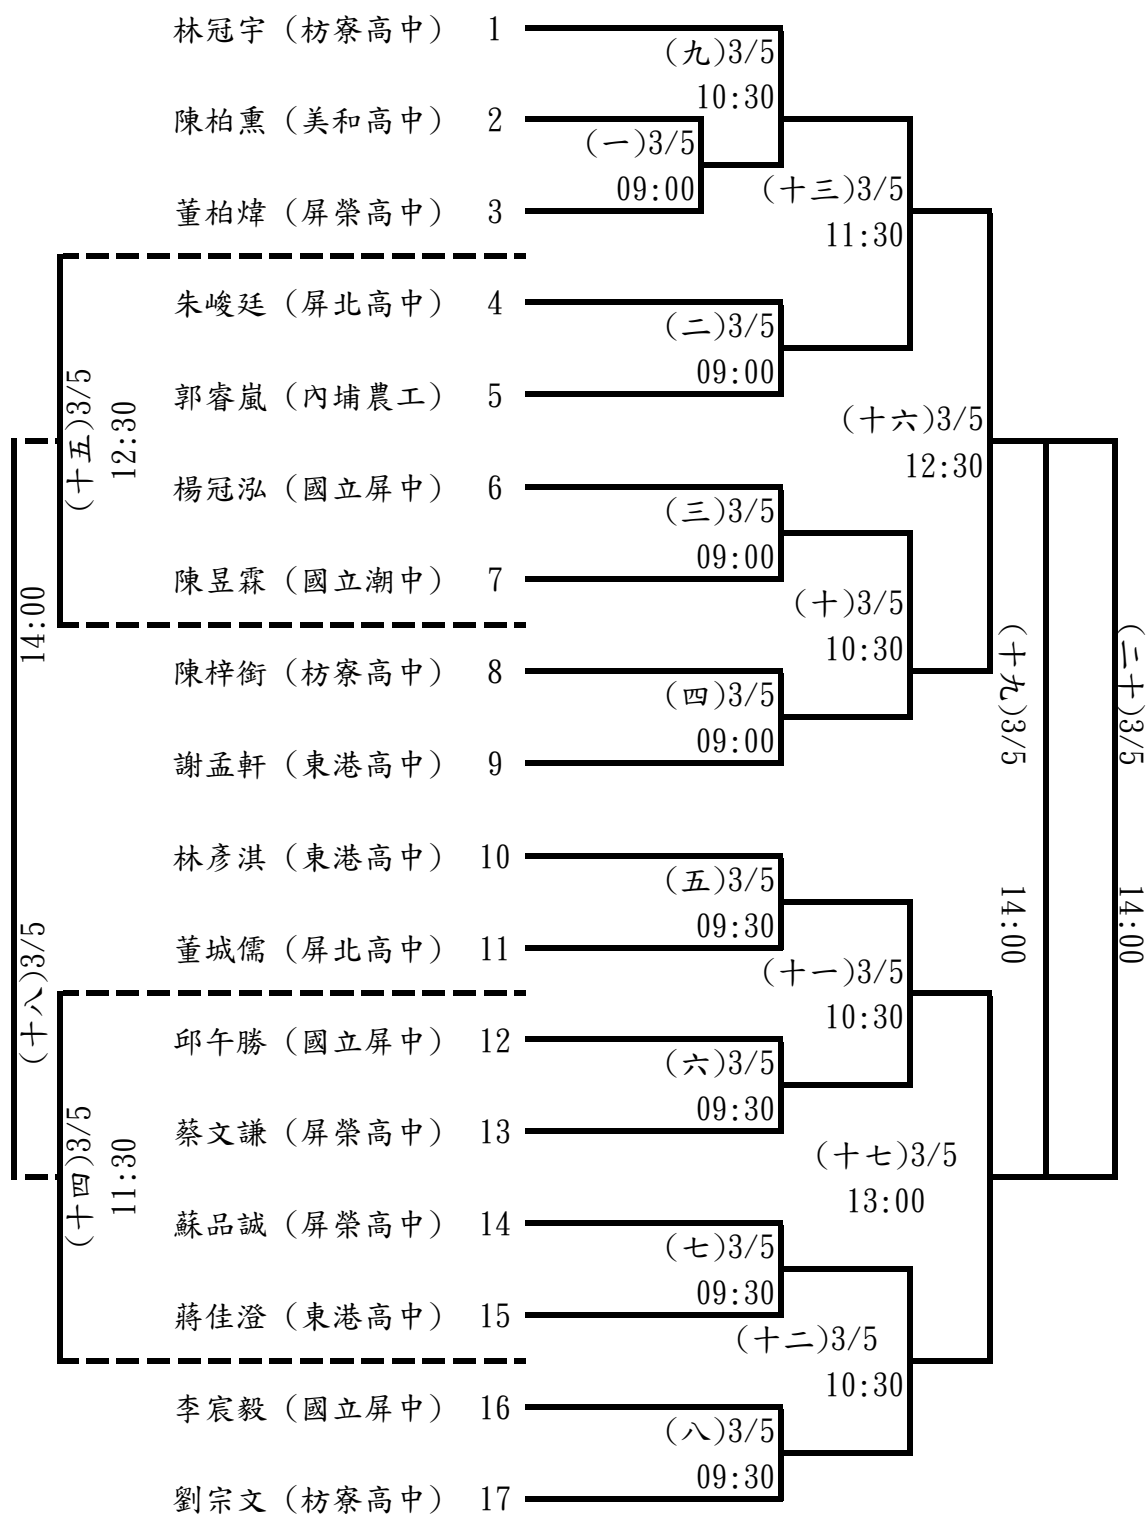 林冠宇（枋寮高中） 1
(九)3/5
10:30
陳柏熏（美和高中） 2
(一)3/5
09:00
(十三)3/5
11:30
董柏煒（屏榮高中） 3
朱峻廷（屏北高中） 4
(二)3/5
09:00
郭睿嵐（內埔農工） 5
(十五)3/5
12:30
(十六)3/5
12:30
楊冠泓（國立屏中） 6
(三)3/5
09:00
陳昱霖（國立潮中） 7
(十)3/5
10:30
陳梓銜（枋寮高中） 8
(四)3/5
09:00
謝孟軒（東港高中） 9
(十八)3/5
14:00
(十九)3/5
14:00
(二十)3/5
14:00
林彥淇（東港高中） 10
(五)3/5
09:30
董城儒（屏北高中） 11
(十一)3/5
10:30
邱午勝（國立屏中） 12
(六)3/5
09:30
蔡文謙（屏榮高中） 13
(十四)3/5
11:30
(十七)3/5
13:00
蘇品誠（屏榮高中） 14
(七)3/5
09:30
蔣佳澄（東港高中） 15
(十二)3/5
10:30
李宸毅（國立屏中） 16
(八)3/5
09:30
劉宗文（枋寮高中） 17